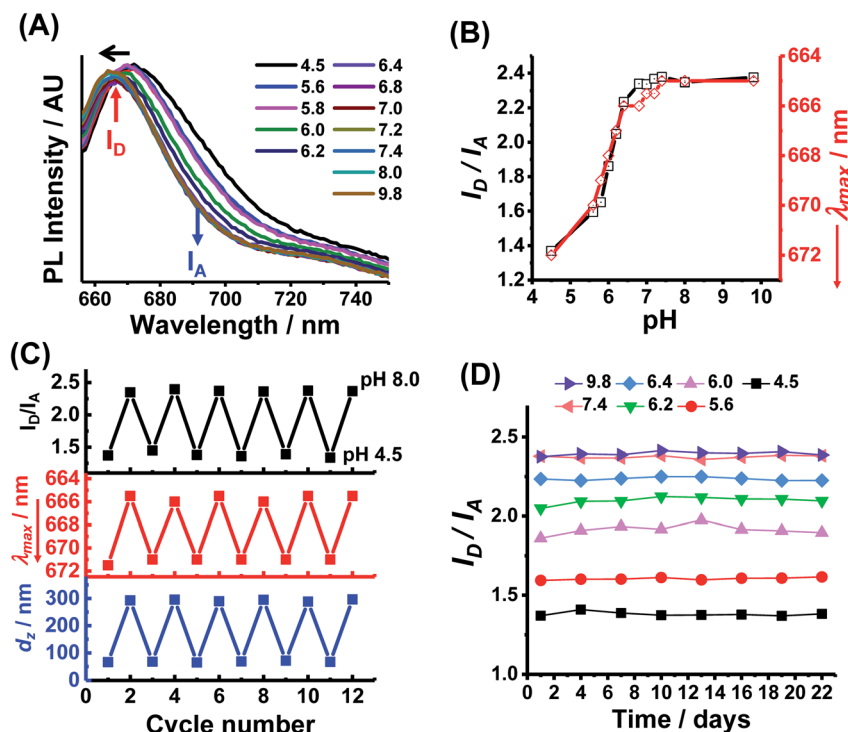 (A)
PL Intensity / AU
4.5 6.4
5.6 6.8
5.8 7.0
6.0 7.2
6.2 7.4
8.0
9.8
I_D
I_A
660 680 700 720 740
Wavelength / nm
(B)
I_D / I_A
2.4
2.2
2.0
1.8
1.6
1.4
1.2
4 5 6 7 8 9 10
pH
664
666
668
670
672
λmax / nm
(C)
I_D/I_A
2.5
2.0
1.5
pH 8.0
pH 4.5
λmax / nm
664
666
668
670
672
d_z / nm
300
200
100
0
0 2 4 6 8 10 12
Cycle number
(D)
9.8 6.4 6.0 4.5
7.4 6.2 5.6
I_D / I_A
2.5
2.0
1.5
1.0
0 2 4 6 8 10 12 14 16 18 20 22
Time / days